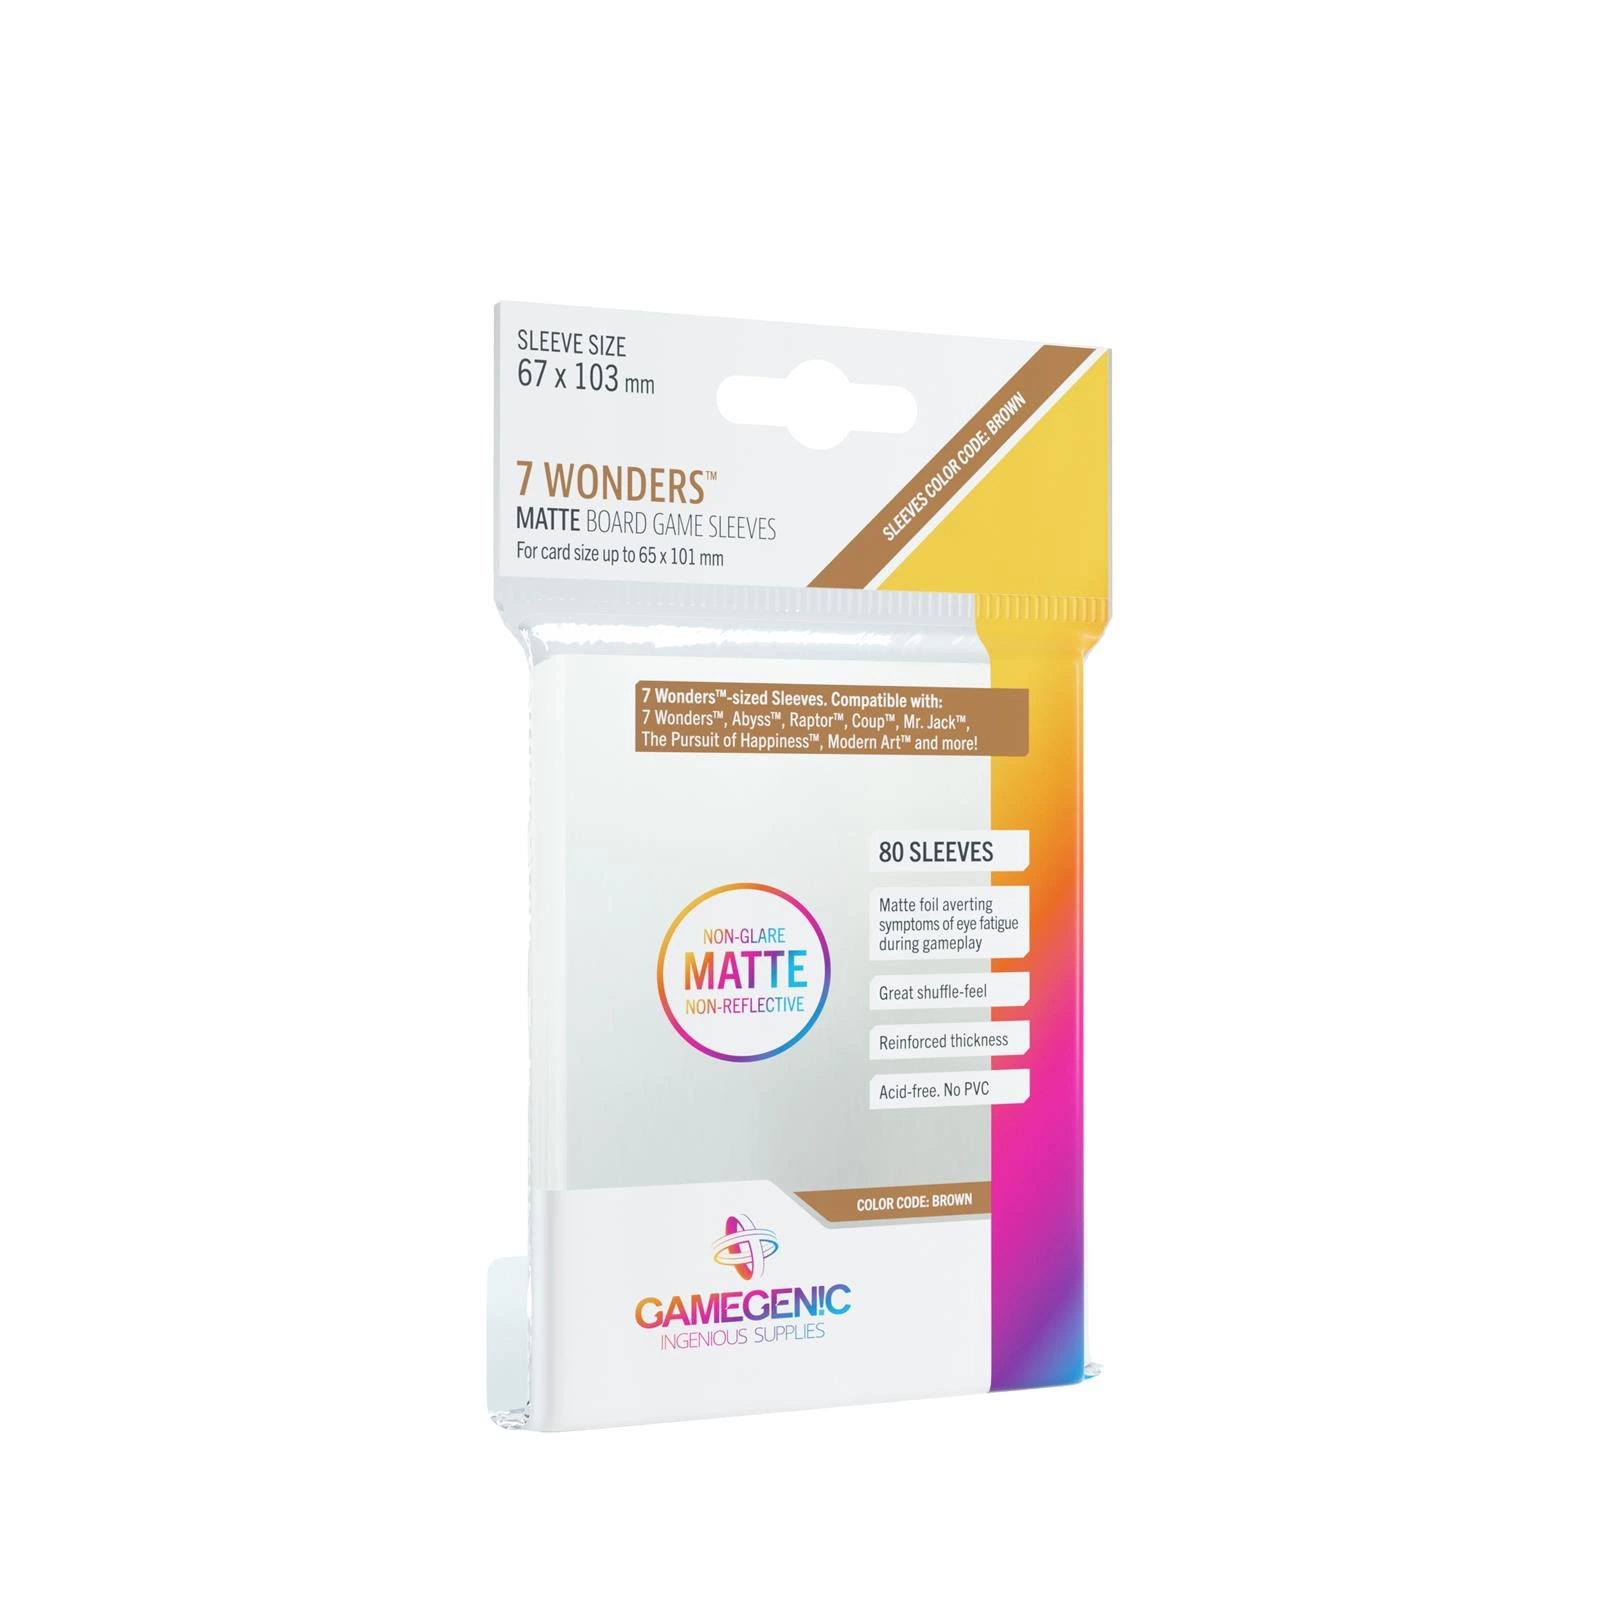 SLEEVE SIZE
67 x 103 mm
SLEEVES COLOR CODE: BROWN
7 WONDERS™
MATTE BOARD GAME SLEEVES
For card size up to 65 x 101 mm
7 Wonders™-sized Sleeves. Compatible with:
7 Wonders™, Abyss™, Raptor™, Coup™, Mr. Jack™,
The Pursuit of Happiness™, Modern Art™ and more!
80 SLEEVES
Matte foil averting
symptoms of eye fatigue
during gameplay
NON-GLARE
MATTE
NON-REFLECTIVE
Great shuffle-feel
Reinforced thickness
Acid-free. No PVC
COLOR CODE: BROWN
GAMEGEN!C
INGENIOUS SUPPLIES